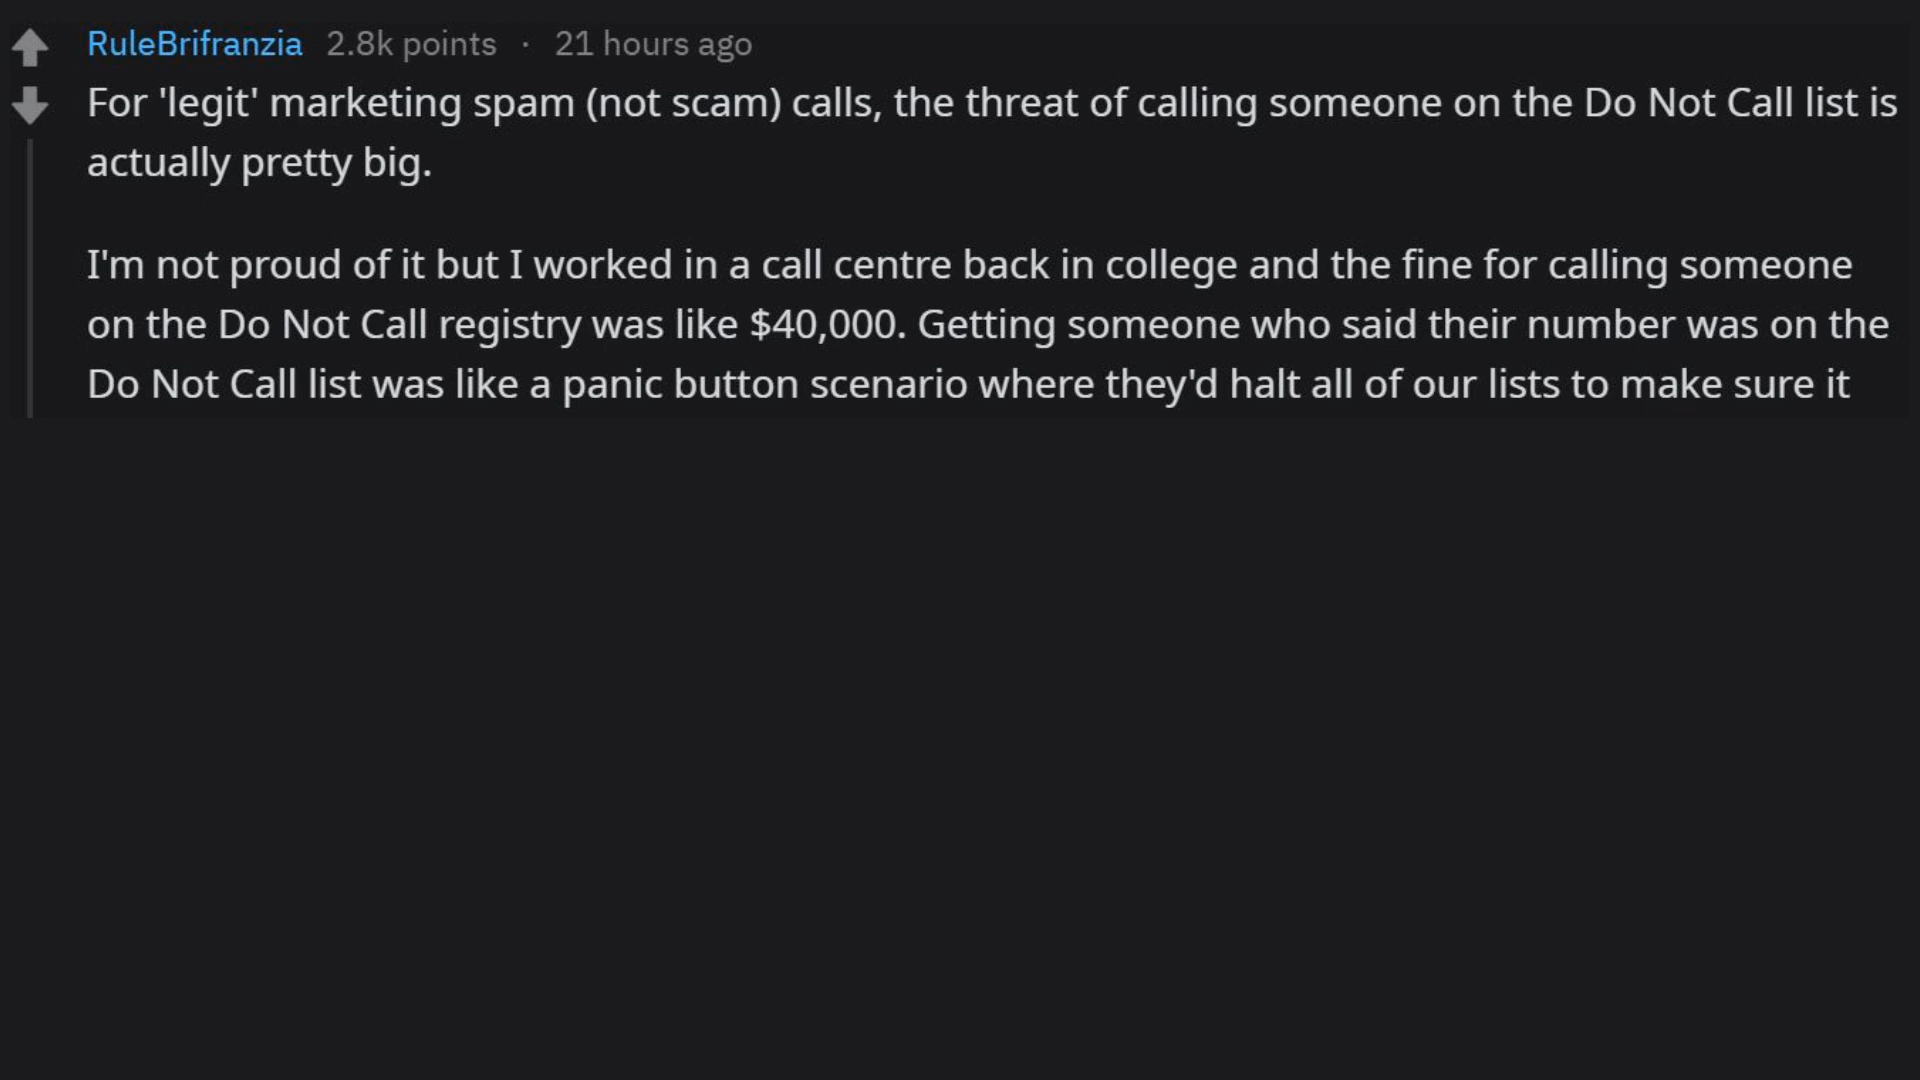 RuleBrifranzia 2.8k points · 21 hours ago
For 'legit' marketing spam (not scam) calls, the threat of calling someone on the Do Not Call list is
actually pretty big.
I'm not proud of it but I worked in a call centre back in college and the fine for calling someone
on the Do Not Call registry was like $40,000. Getting someone who said their number was on the
Do Not Call list was like a panic button scenario where they'd halt all of our lists to make sure it